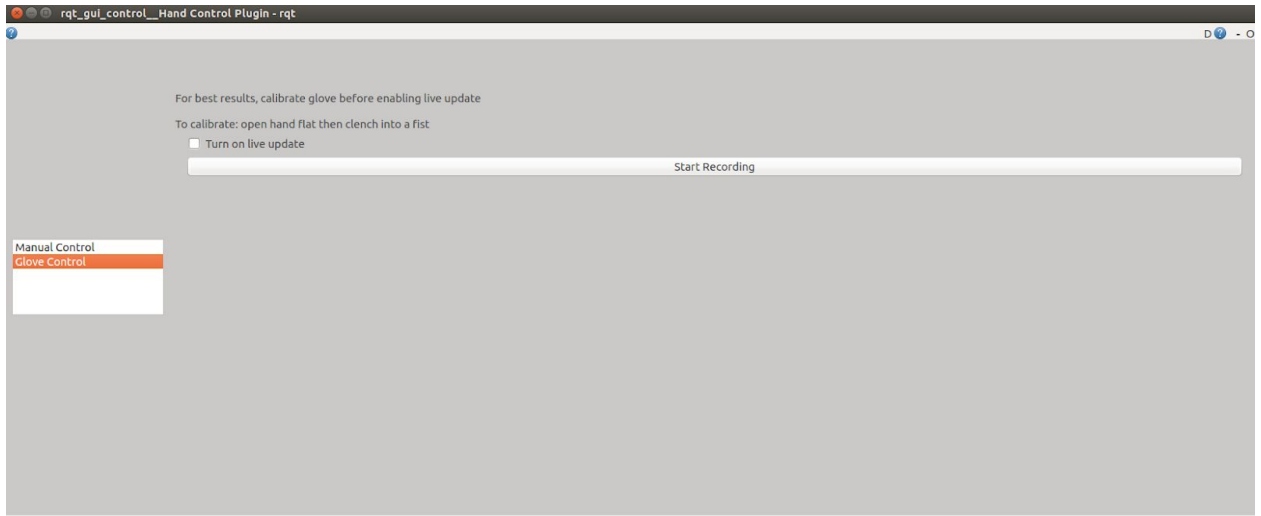 rqt_gui_control__Hand Control Plugin - rqt
D - O
For best results, calibrate glove before enabling live update
To calibrate: open hand flat then clench into a fist
Turn on live update
Start Recording
Manual Control
Glove Control